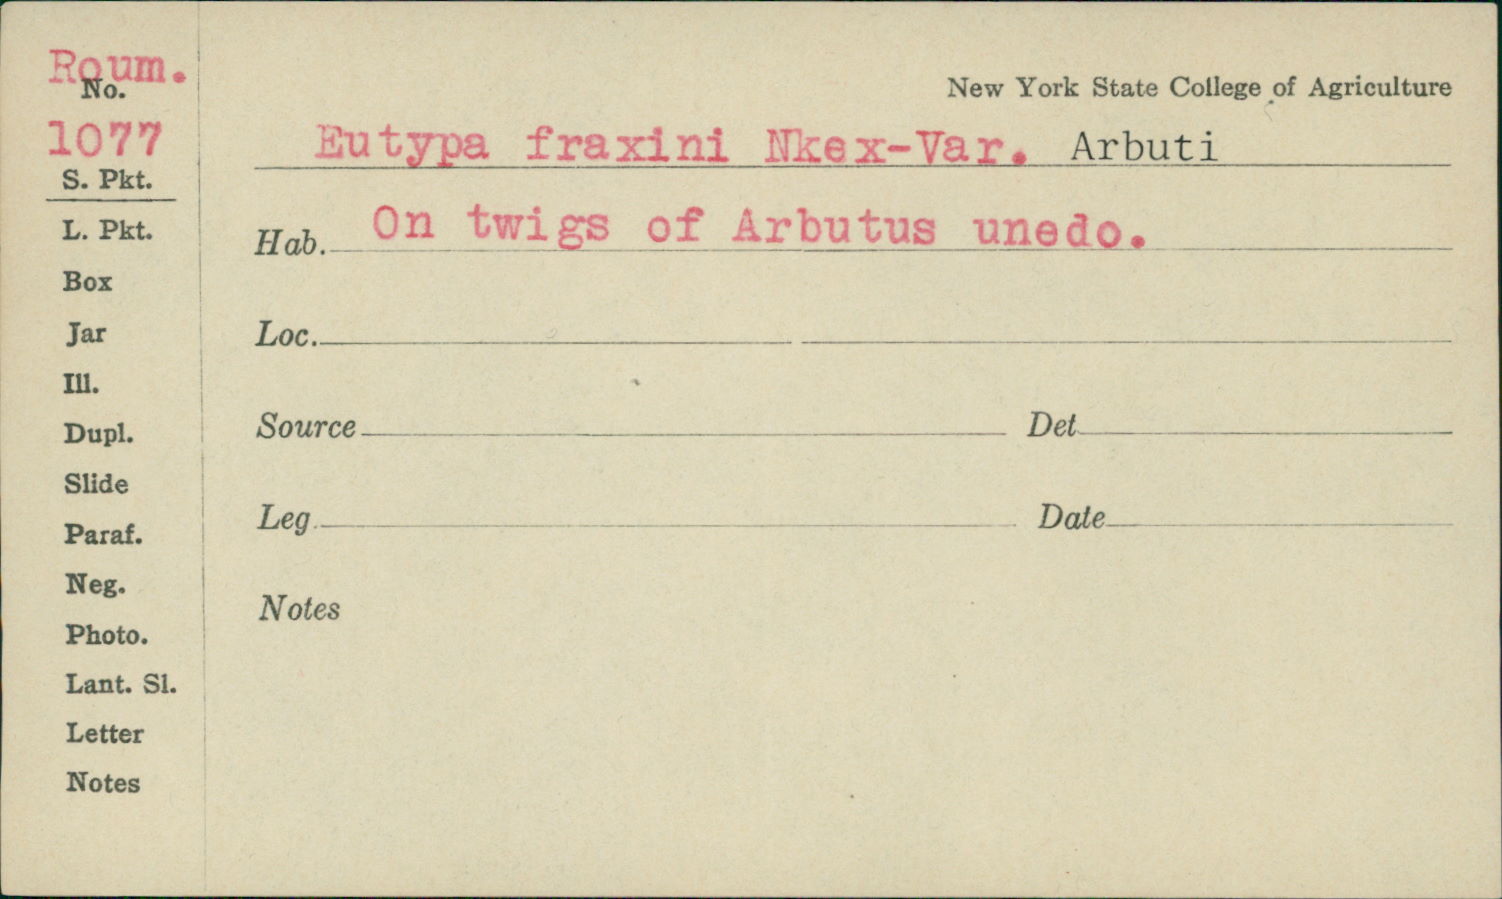 Roum.
No.
1077
S. Pkt.
L. Pkt.
Box
Jar
Ill.
Dupl.
Slide
Paraf.
Neg.
Photo.
Lant. Sl.
Letter
Notes
New York State College of Agriculture
Eutypa fraxini Nkex-Var. Arbuti
Hab. On twigs of Arbutus unedo.
Loc.
Source Det
Leg. Date
Notes